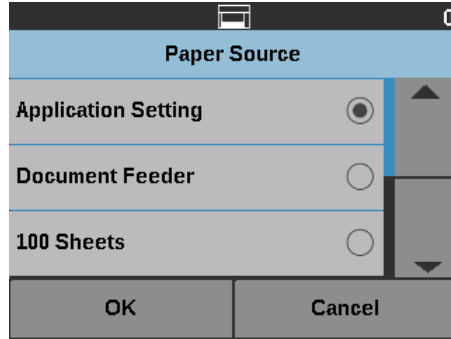 Paper Source
Application Setting
Document Feeder
100 Sheets
OK
Cancel